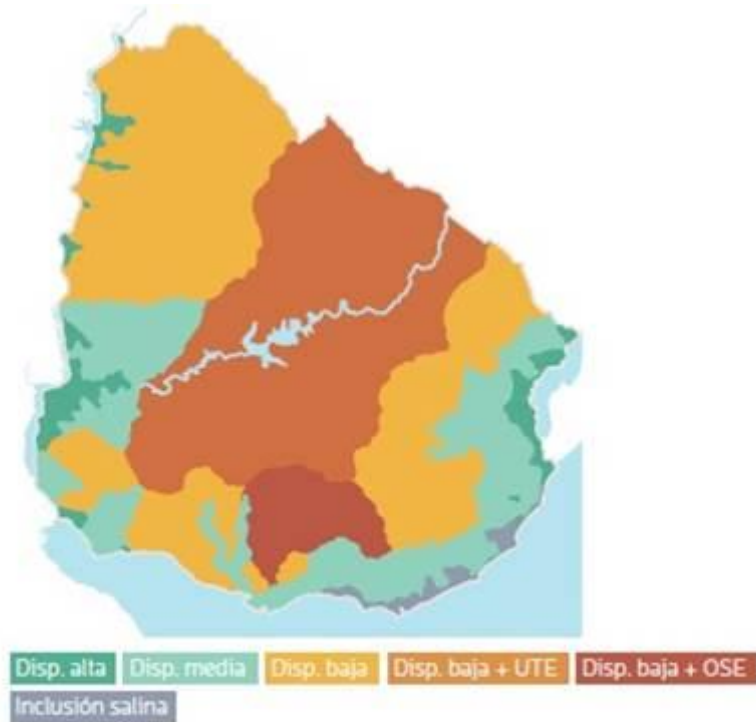 Disp. alta Disp. media Disp. baja Disp. baja + UTE Disp. baja + OSE
Inclusión salina